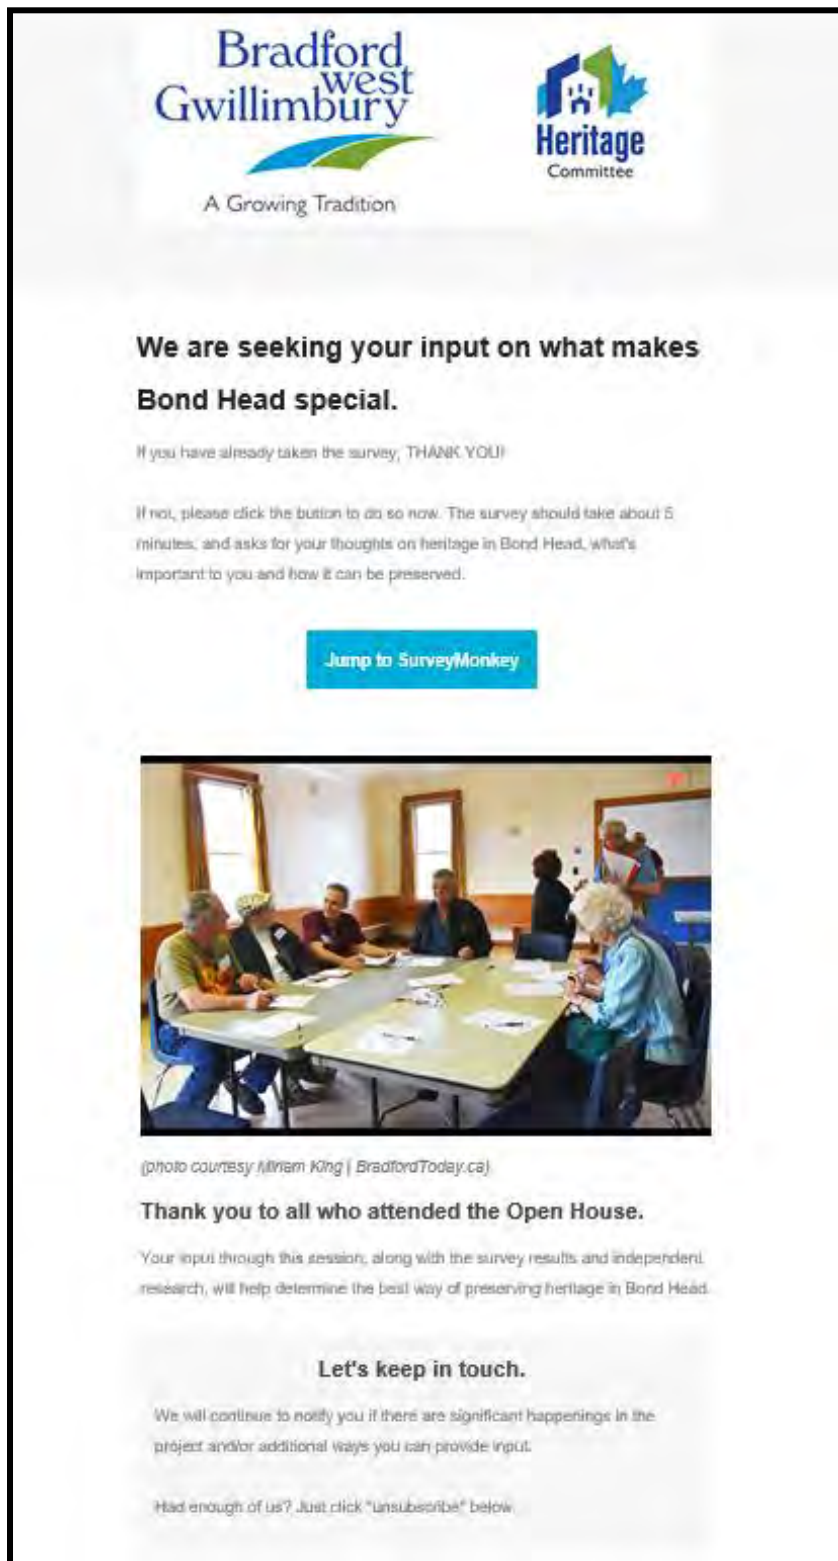 Bradford
west
Gwillimbury
A Growing Tradition
Heritage
Committee
We are seeking your input on what makes
Bond Head special.
If you have already taken the survey, THANK YOU!
If not, please click the button to do so now. The survey should take about 5
minutes, and asks for your thoughts on heritage in Bond Head, what's
important to you and how it can be preserved.
Jump to SurveyMonkey
(photo courtesy Miriam King | BradfordToday.ca)
Thank you to all who attended the Open House.
Your input through this session, along with the survey results and independent
research, will help determine the best way of preserving heritage in Bond Head.
Let's keep in touch.
We will continue to notify you if there are significant happenings in the
project and/or additional ways you can provide input.
Had enough of us? Just click "unsubscribe" below.